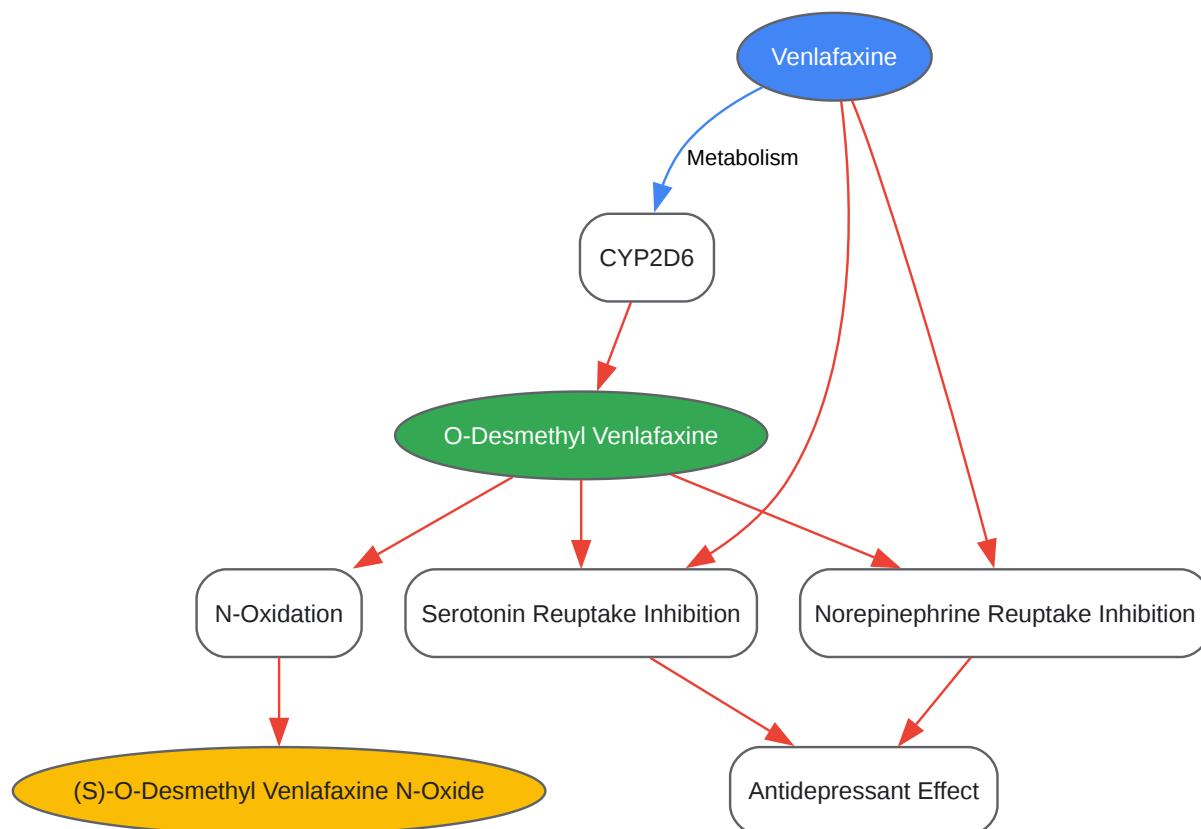 Venlafaxine
Metabolism
CYP2D6
O-Desmethyl Venlafaxine
N-Oxidation
Serotonin Reuptake Inhibition
Norepinephrine Reuptake Inhibition
(S)-O-Desmethyl Venlafaxine N-Oxide
Antidepressant Effect